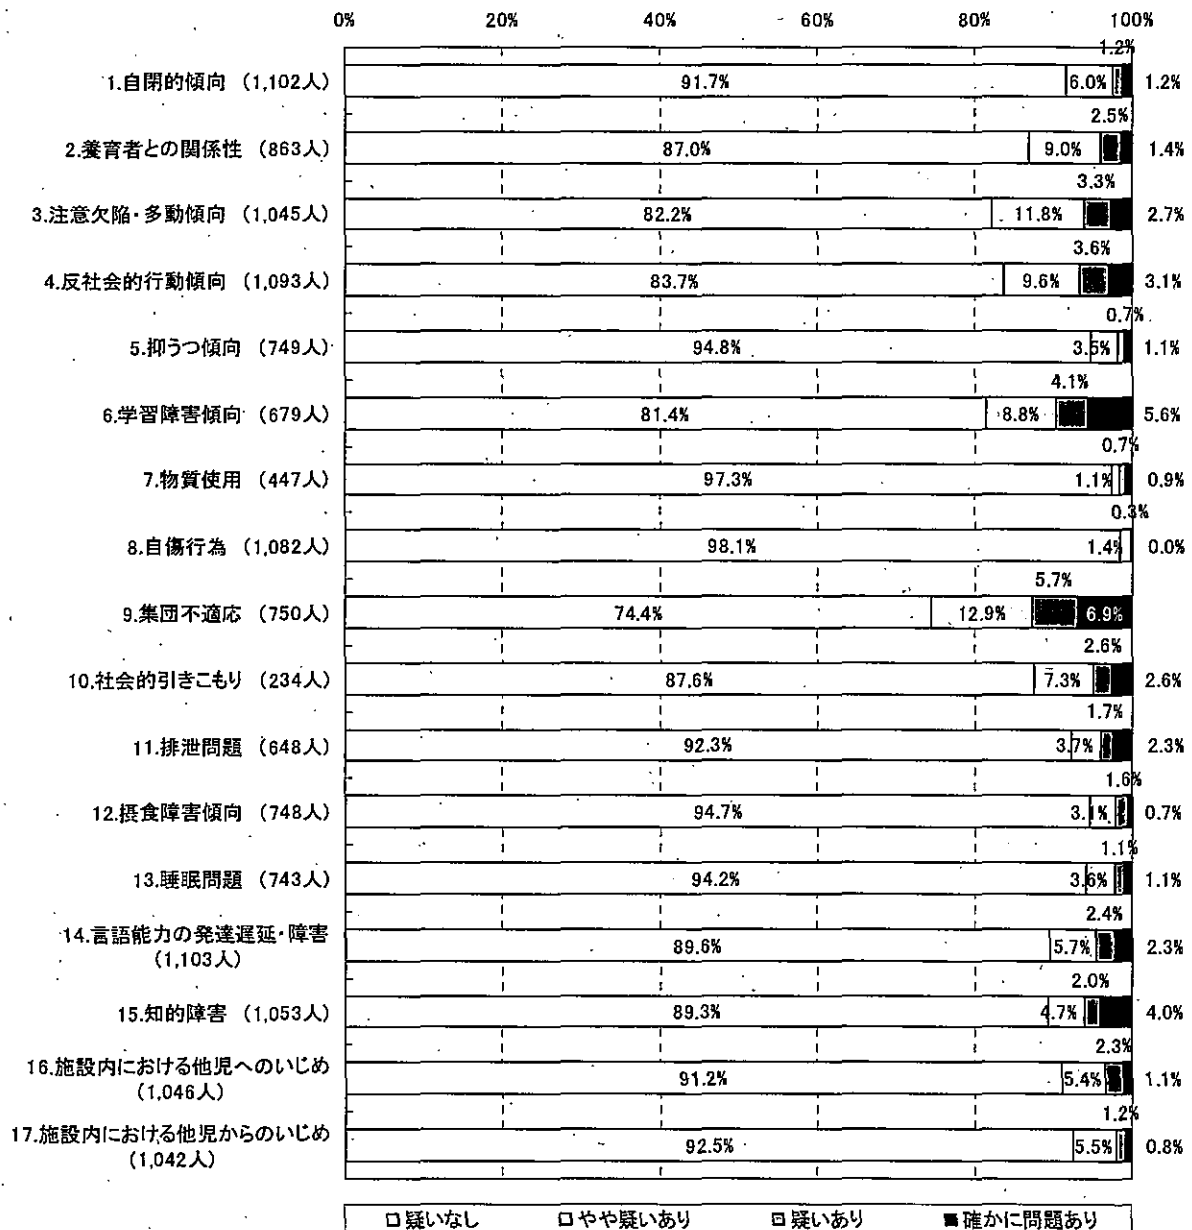 0% 20% 40% 60% 80% 100%
1.2%
1.自閉的傾向 (1,102人) 91.7% 6.0% 1.2%
2.5%
2.養育者との関係性 (863人) 87.0% 9.0% 1.4%
3.3%
3.注意欠陥・多動傾向 (1,045人) 82.2% 11.8% 2.7%
3.6%
4.反社会的行動傾向 (1,093人) 83.7% 9.6% 3.1%
0.7%
5.抑うつ傾向 (749人) 94.8% 3.5% 1.1%
4.1%
6.学習障害傾向 (679人) 81.4% 8.8% 5.6%
0.7%
7.物質使用 (447人) 97.3% 1.1% 0.9%
0.3%
8.自傷行為 (1,082人) 98.1% 1.4% 0.0%
5.7%
9.集団不適応 (750人) 74.4% 12.9% 6.9%
2.6%
10.社会的引きこもり (234人) 87.6% 7.3% 2.6%
1.7%
11.排泄問題 (648人) 92.3% 3.7% 2.3%
1.6%
12.摂食障害傾向 (748人) 94.7% 3.1% 0.7%
1.1%
13.睡眠問題 (743人) 94.2% 3.6% 1.1%
2.4%
14.言語能力の発達遅延・障害
(1,103人) 89.6% 5.7% 2.3%
2.0%
15.知的障害 (1,053人) 89.3% 4.7% 4.0%
2.3%
16.施設内における他児へのいじめ
(1,046人) 91.2% 5.4% 1.1%
1.2%
17.施設内における他児からのいじめ
(1,042人) 92.5% 5.5% 0.8%
疑いなし やや疑いあり 疑いあり 確かに問題あり